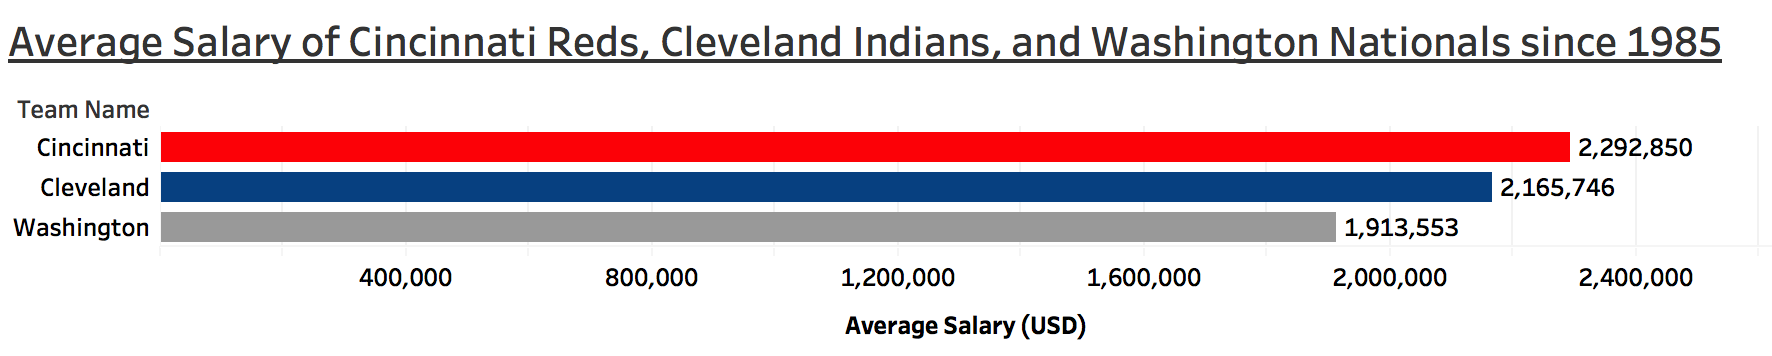 Average Salary of Cincinnati Reds, Cleveland Indians, and Washington Nationals since 1985
Team Name
Cincinnati 2,292,850
Cleveland 2,165,746
Washington 1,913,553
400,000 800,000 1,200,000 1,600,000 2,000,000 2,400,000
Average Salary (USD)